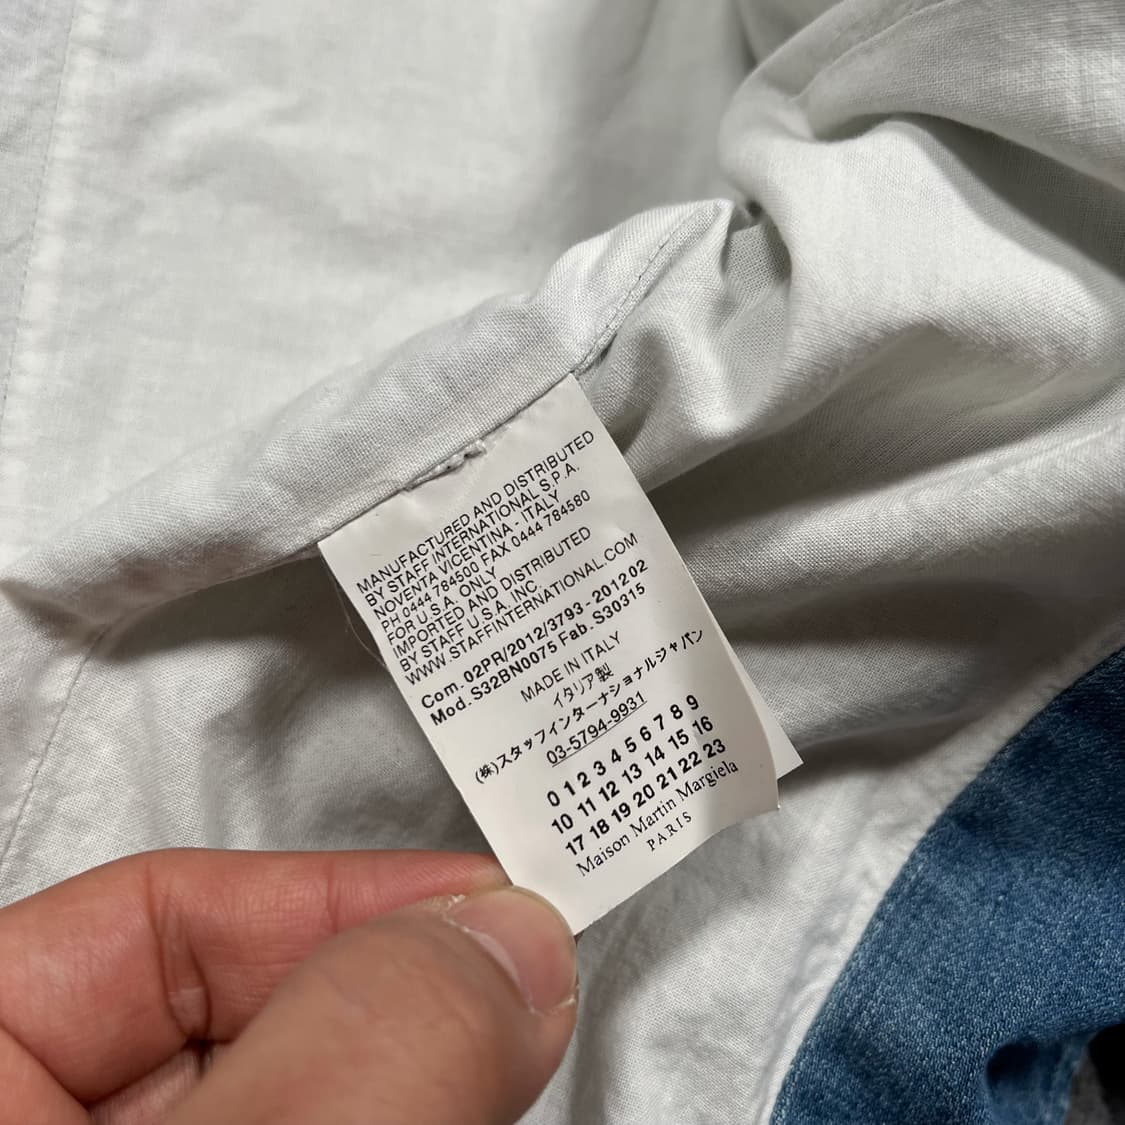 MANUFACTURED AND DISTRIBUTED
BY STAFF INTERNATIONAL S.P.A.
NOVENTA VICENTINA - ITALY
PH 0444 784500 FAX 0444 784580
FOR U.S.A. ONLY
IMPORTED AND DISTRIBUTED
BY STAFF U.S.A. INC.
WWW.STAFFINTERNATIONAL.COM
Com. 02PR/2012/3793 - 201202
Mod. S32BN0075 Fab. S30315
MADE IN ITALY
イタリア製
(株)スタッフインターナショナルジャパン
03-5794-9931
0 1 2 3 4 5 6 7 8 9
10 11 12 13 14 15 16
17 18 19 20 21 22 23
Maison Martin Margiela
PARIS